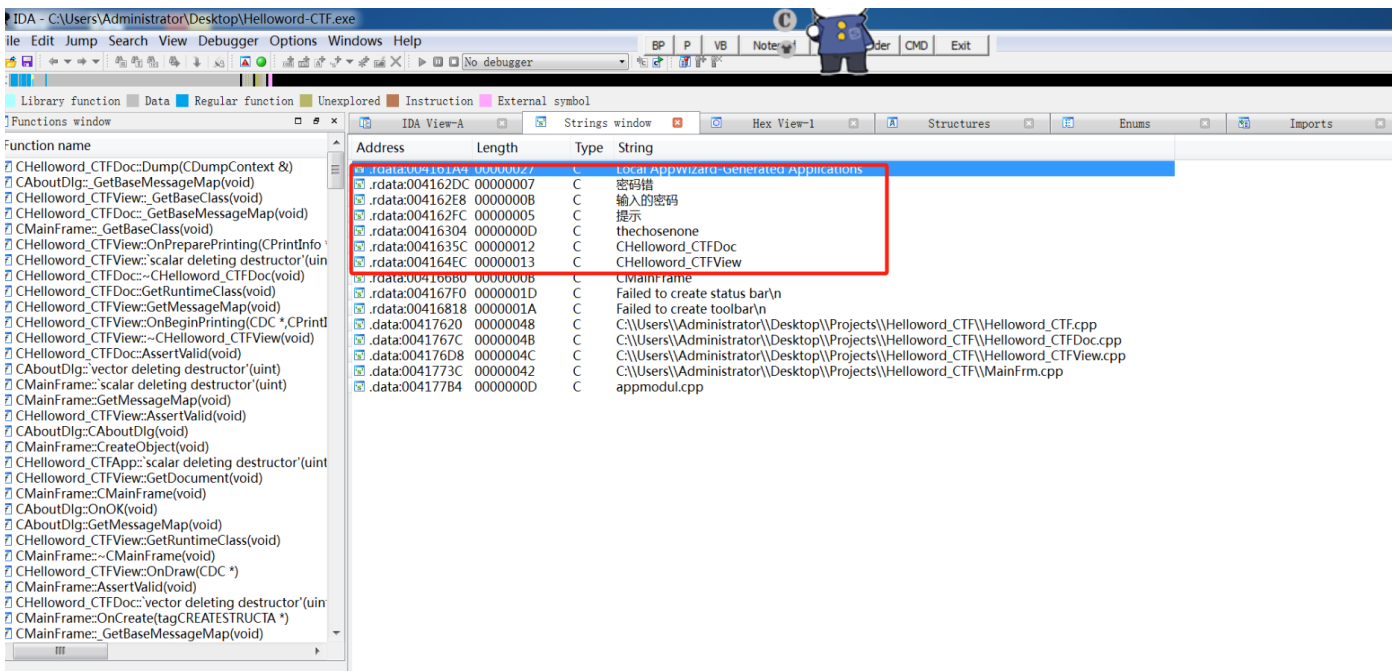 IDA - C:\Users\Administrator\Desktop\Helloword-CTF.exe
ile Edit Jump Search View Debugger Options Windows Help
BP P VB CMD Exit
No debugger
Library function Data Regular function Unexplored Instruction External symbol
Functions window
IDA View-A Strings window Hex View-1 Structures Enums Imports
Function name
Address Length Type String
CHelloword_CTFDoc::Dump(CDumpContext &)
CAboutDlg::_GetBaseMessageMap(void)
CHelloword_CTFView::_GetBaseClass(void)
CHelloword_CTFDoc::_GetBaseMessageMap(void)
CMainFrame::_GetBaseClass(void)
CHelloword_CTFView::OnPreparePrinting(CPrintInfo *
CHelloword_CTFView::`scalar deleting destructor'(uin
CHelloword_CTFDoc::~CHelloword_CTFDoc(void)
CHelloword_CTFDoc::GetRuntimeClass(void)
CHelloword_CTFView::GetMessageMap(void)
CHelloword_CTFView::OnBeginPrinting(CDC *,CPrintI
CHelloword_CTFView::~CHelloword_CTFView(void)
CHelloword_CTFDoc::AssertValid(void)
CAboutDlg::`vector deleting destructor'(uint)
CMainFrame::`scalar deleting destructor'(uint)
CMainFrame::GetMessageMap(void)
CHelloword_CTFView::AssertValid(void)
CAboutDlg::CAboutDlg(void)
CMainFrame::CreateObject(void)
CHelloword_CTFApp::`scalar deleting destructor'(uint
CHelloword_CTFView::GetDocument(void)
CMainFrame::CMainFrame(void)
CAboutDlg::OnOK(void)
CAboutDlg::GetMessageMap(void)
CHelloword_CTFView::GetRuntimeClass(void)
CMainFrame::~CMainFrame(void)
CHelloword_CTFView::OnDraw(CDC *)
CMainFrame::AssertValid(void)
CHelloword_CTFDoc::`vector deleting destructor'(uin
CMainFrame::OnCreate(tagCREATESTRUCTA *)
CMainFrame::_GetBaseMessageMap(void)
.rdata:004161A4 00000027 C Local AppWizard-Generated Applications
.rdata:004162DC 00000007 C 密码错
.rdata:004162E8 0000000B C 输入的密码
.rdata:004162FC 00000005 C 提示
.rdata:00416304 0000000D C thechosenone
.rdata:0041635C 00000012 C CHelloword_CTFDoc
.rdata:004164EC 00000013 C CHelloword_CTFView
.rdata:004166B0 0000000B C CMainFrame
.rdata:004167F0 0000001D C Failed to create status bar\n
.rdata:00416818 0000001A C Failed to create toolbar\n
.data:00417620 00000048 C C:\\Users\\Administrator\\Desktop\\Projects\\Helloword_CTF\\Helloword_CTF.cpp
.data:0041767C 0000004B C C:\\Users\\Administrator\\Desktop\\Projects\\Helloword_CTF\\Helloword_CTFDoc.cpp
.data:004176D8 0000004C C C:\\Users\\Administrator\\Desktop\\Projects\\Helloword_CTF\\Helloword_CTFView.cpp
.data:0041773C 00000042 C C:\\Users\\Administrator\\Desktop\\Projects\\Helloword_CTF\\MainFrm.cpp
.data:004177B4 0000000D C appmodul.cpp